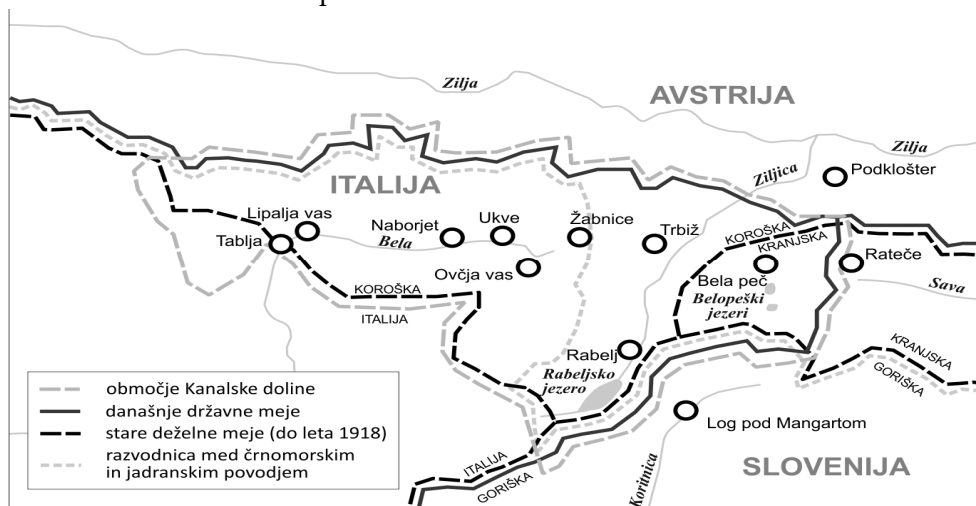 Zilja
AVSTRIJA
Zilja
Ziljica
Podklošter
ITALIJA
Lipalja vas
Naborjet
Ukve
Žabnice
Trbiž
KOROŠKA
KRANJSKA
Tablja
Bela
Rateče
Ovčja vas
Bela peč
Sava
Belopeški
jezeri
KOROŠKA
ITALIJA
Rabelj
KRANJSKA
GORIŠKA
Rabeljsko
jezero
območje Kanalske doline
današnje državne meje
stare deželne meje (do leta 1918)
razvodnica med črnomorskim
in jadranskim povodjem
Log pod Mangartom
ITALIJA
GORIŠKA
Koritnica
SLOVENIJA